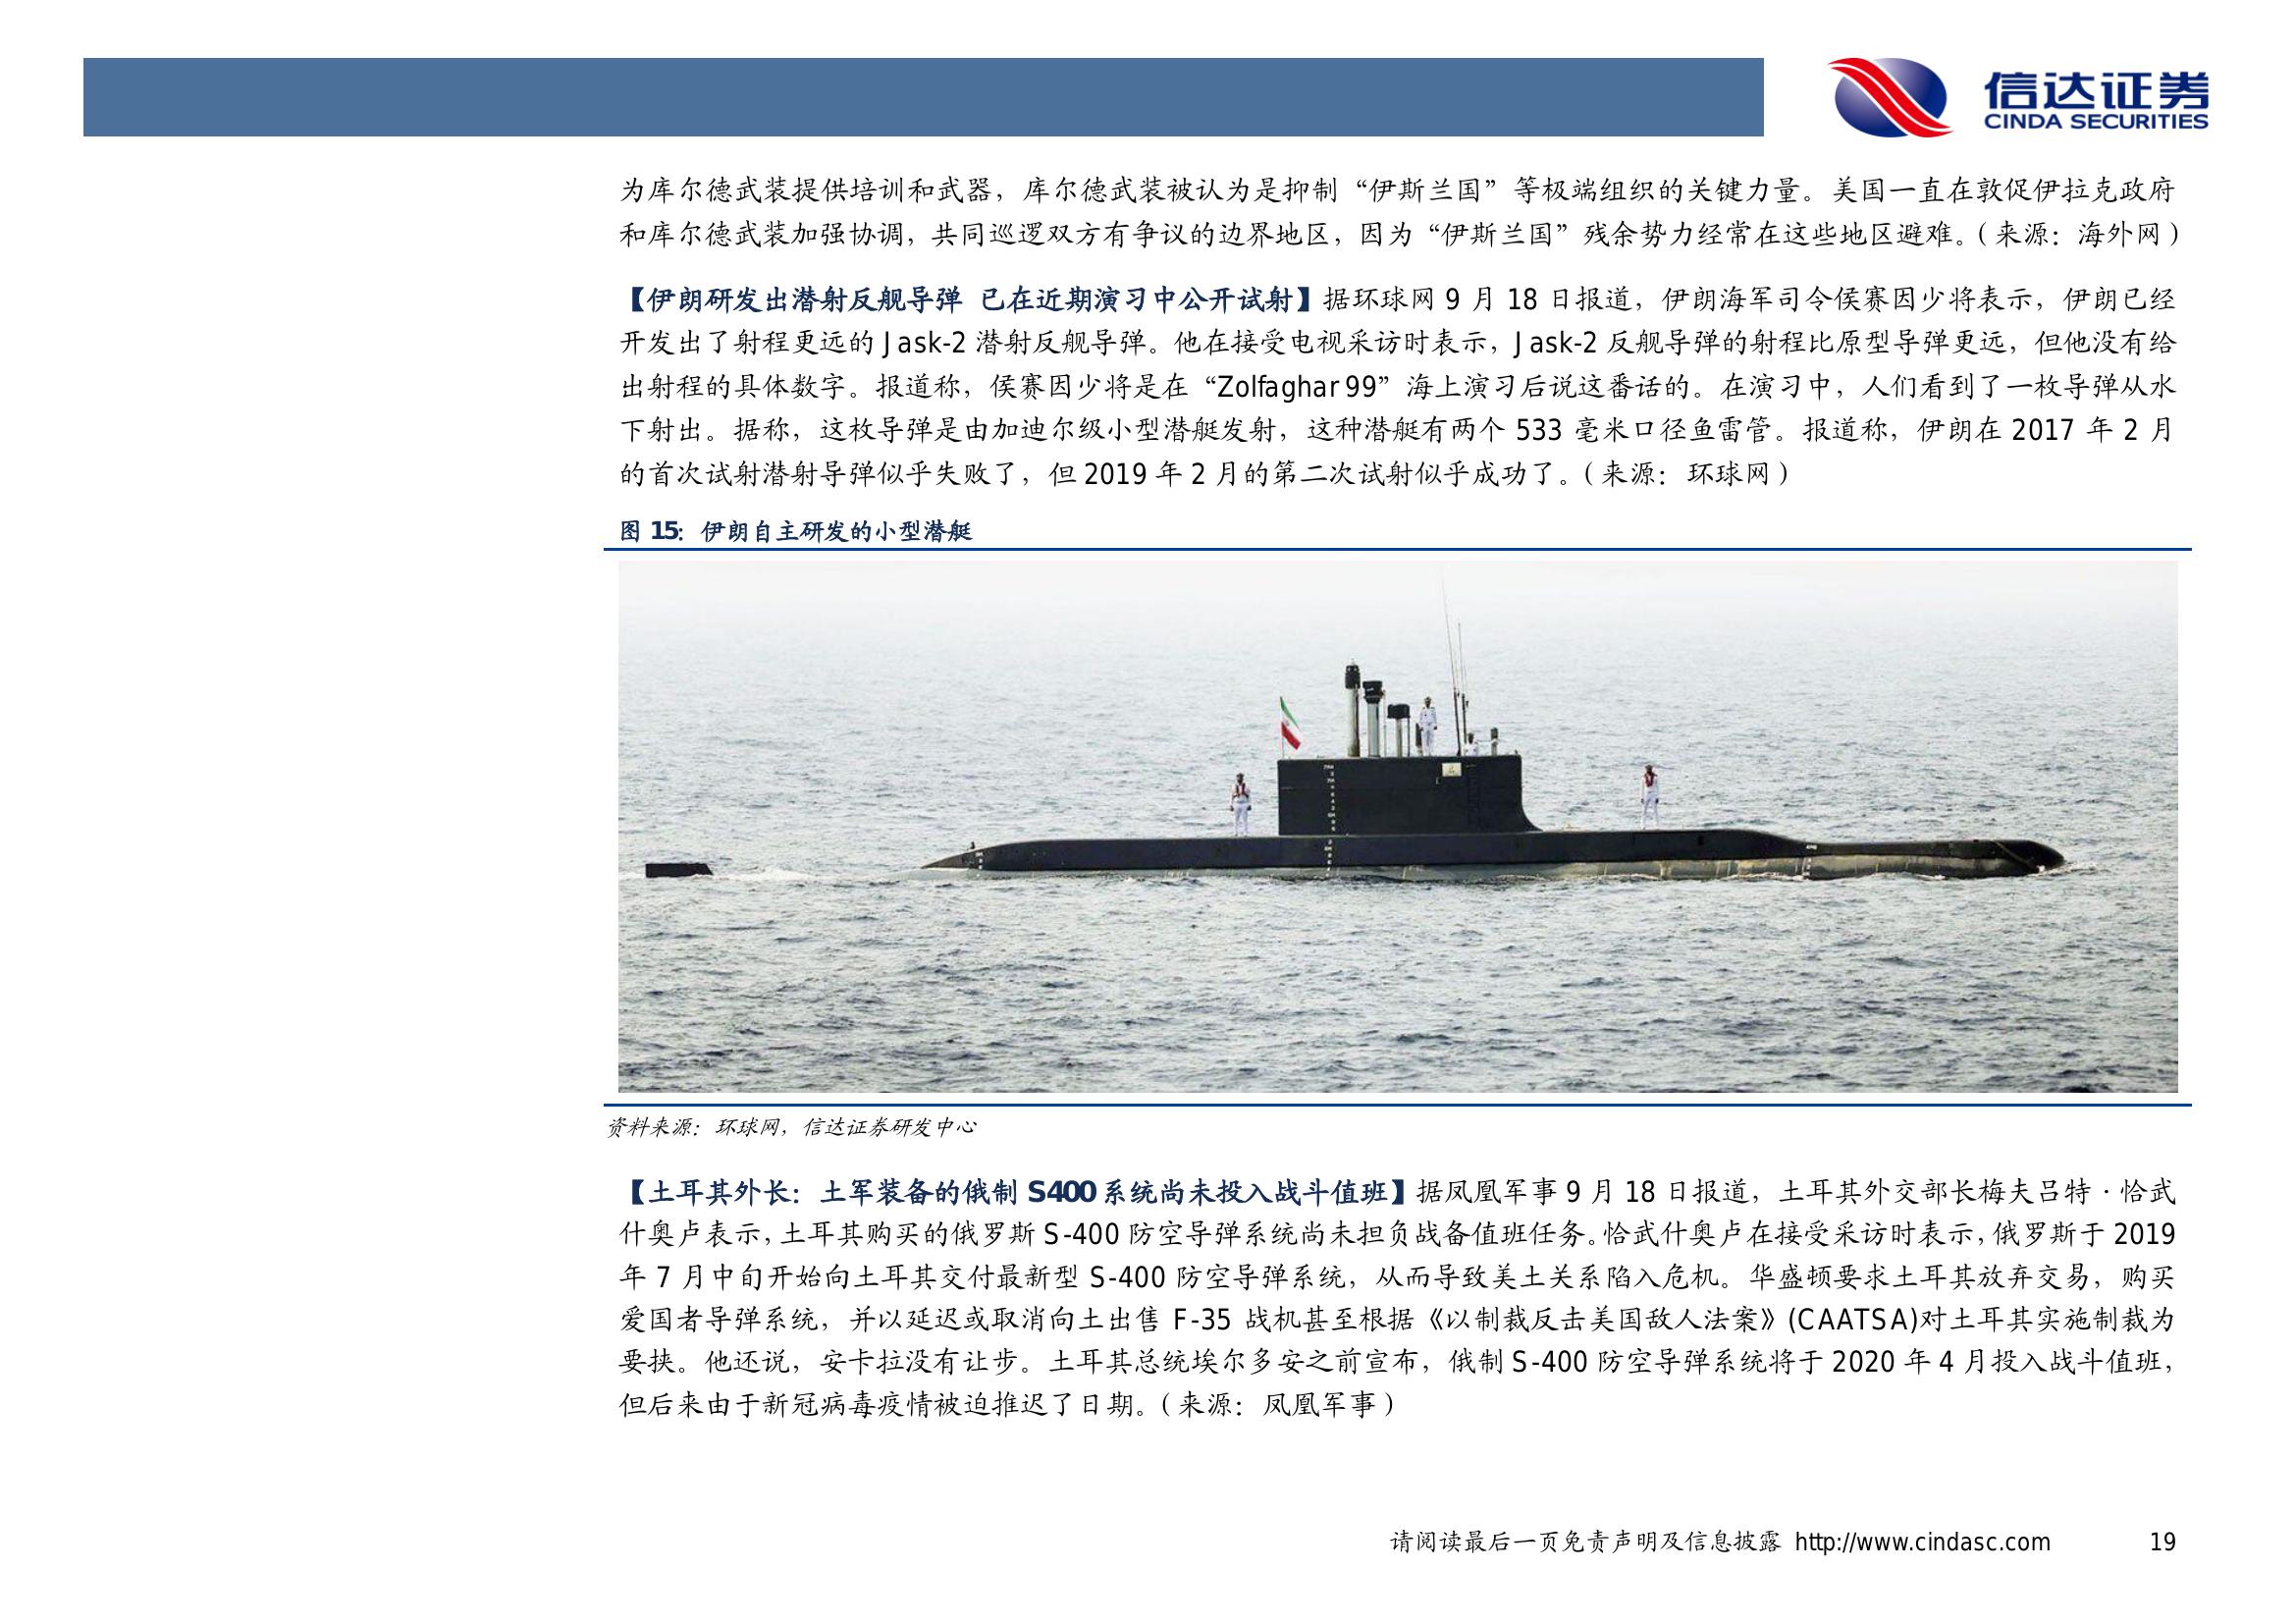 信达证券
CINDA SECURITIES
为库尔德武装提供培训和武器，库尔德武装被认为是抑制“伊斯兰国”等极端组织的关键力量。美国一直在敦促伊拉克政府
和库尔德武装加强协调，共同巡逻双方有争议的边界地区，因为“伊斯兰国”残余势力经常在这些地区避难。（来源：海外网）
【伊朗研发出潜射反舰导弹 已在近期演习中公开试射】据环球网 9 月 18 日报道，伊朗海军司令侯赛因少将表示，伊朗已经
开发出了射程更远的 Jask-2 潜射反舰导弹。他在接受电视采访时表示，Jask-2 反舰导弹的射程比原型导弹更远，但他没有给
出射程的具体数字。报道称，侯赛因少将是在“Zolfaghar 99”海上演习后说这番话的。在演习中，人们看到了一枚导弹从水
下射出。据称，这枚导弹是由加迪尔级小型潜艇发射，这种潜艇有两个 533 毫米口径鱼雷管。报道称，伊朗在 2017 年 2 月
的首次试射潜射导弹似乎失败了，但 2019 年 2 月的第二次试射似乎成功了。（来源：环球网）
图 15：伊朗自主研发的小型潜艇
资料来源：环球网，信达证券研发中心
【土耳其外长：土军装备的俄制 S400 系统尚未投入战斗值班】据凤凰军事 9 月 18 日报道，土耳其外交部长梅夫吕特·恰武
什奥卢表示，土耳其购买的俄罗斯 S-400 防空导弹系统尚未担负战备值班任务。恰武什奥卢在接受采访时表示，俄罗斯于 2019
年 7 月中旬开始向土耳其交付最新型 S-400 防空导弹系统，从而导致美土关系陷入危机。华盛顿要求土耳其放弃交易，购买
爱国者导弹系统，并以延迟或取消向土出售 F-35 战机甚至根据《以制裁反击美国敌人法案》(CAATSA)对土耳其实施制裁为
要挟。他还说，安卡拉没有让步。土耳其总统埃尔多安之前宣布，俄制 S-400 防空导弹系统将于 2020 年 4 月投入战斗值班，
但后来由于新冠病毒疫情被迫推迟了日期。（来源：凤凰军事）
请阅读最后一页免责声明及信息披露 http://www.cindasc.com 19